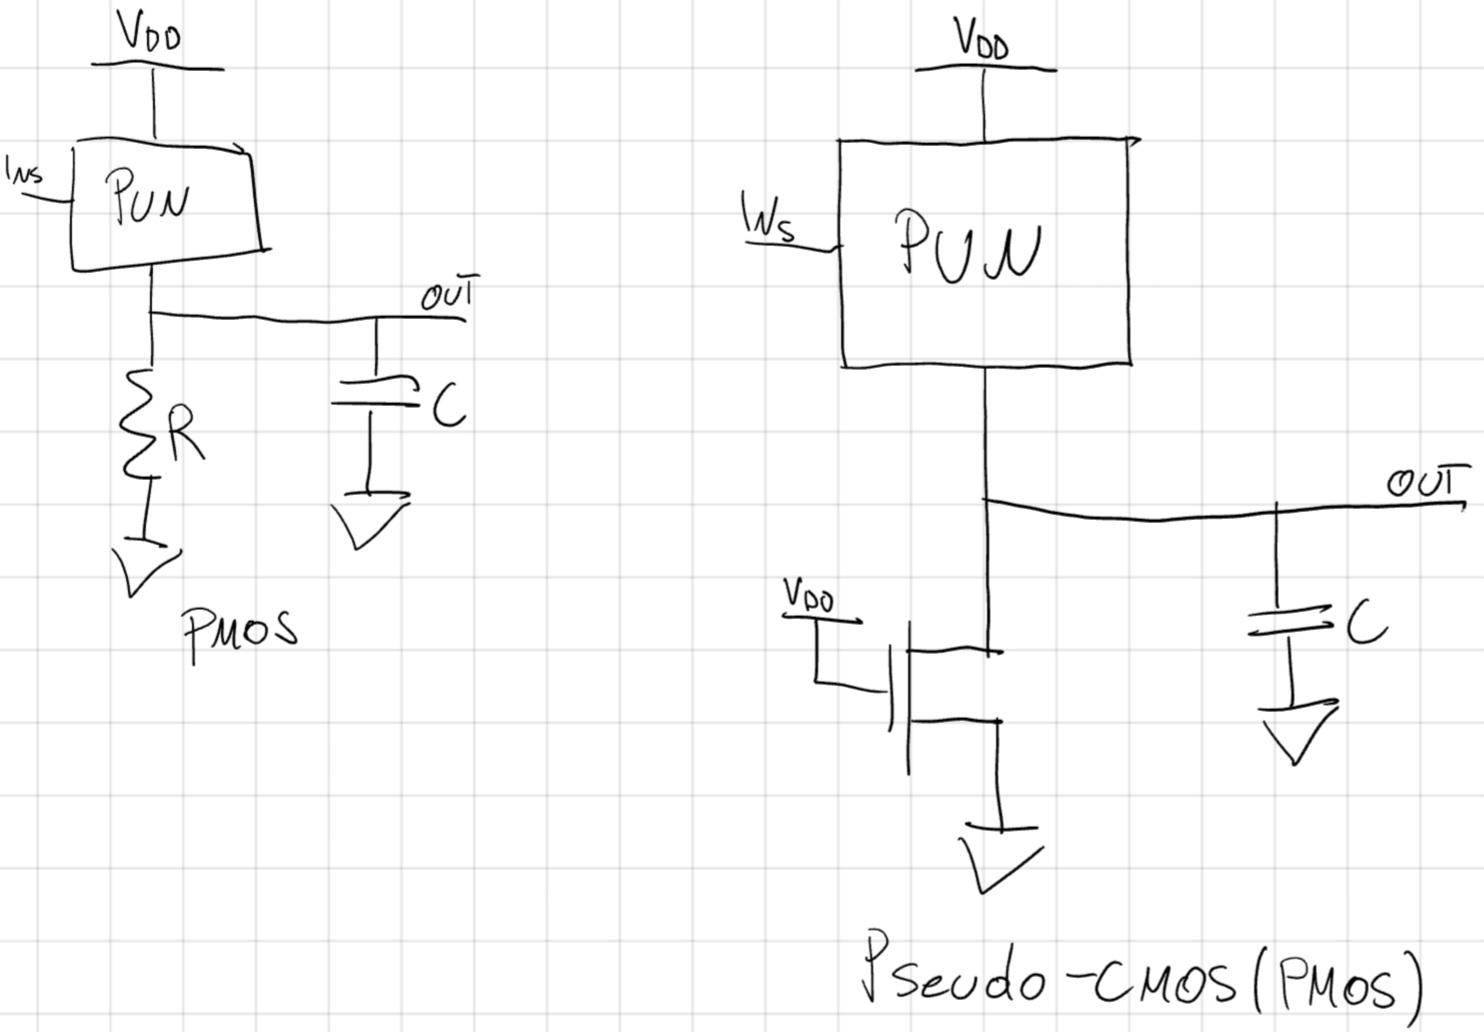 VDD
INS
PUN
OUT
R
C
PMOS
VDD
INS
PUN
OUT
VDD
C
Pseudo-CMOS (PMOS)